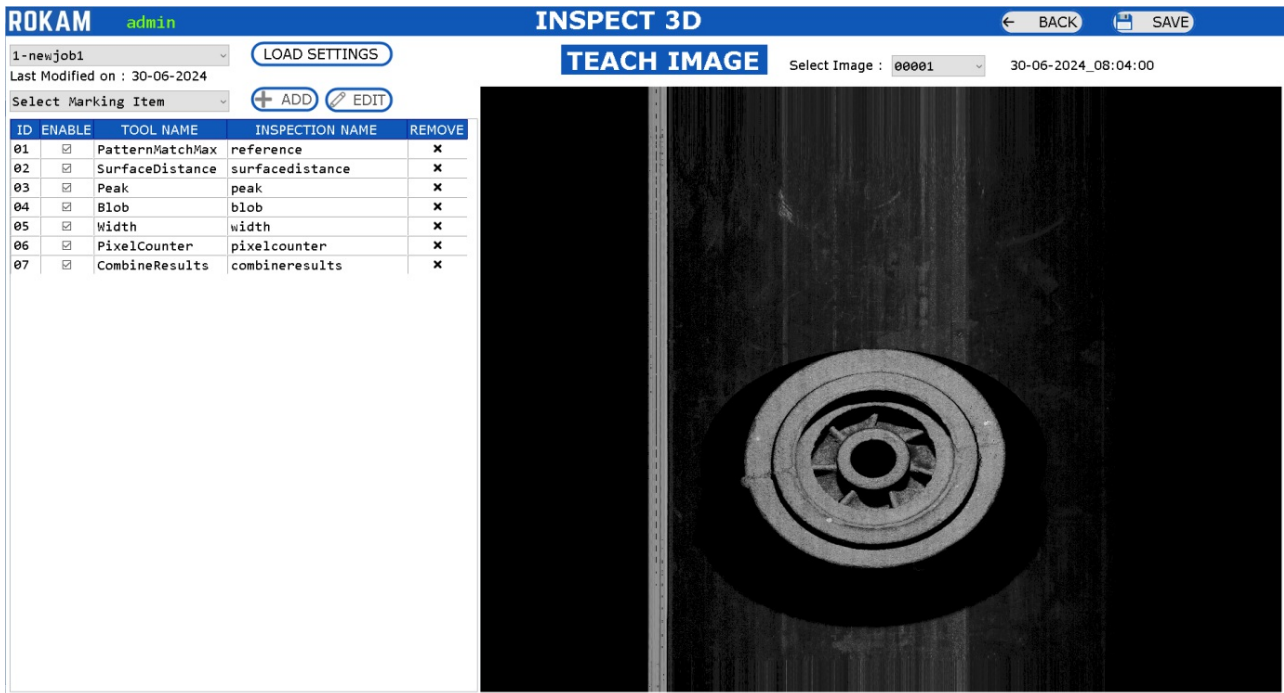 ROKAM admin INSPECT 3D BACK SAVE
1-newjob1 LOAD SETTINGS TEACH IMAGE Select Image : 00001 30-06-2024_08:04:00
Last Modified on : 30-06-2024
Select Marking Item ADD EDIT
ID ENABLE TOOL NAME INSPECTION NAME REMOVE
01 PatternMatchMax reference
02 SurfaceDistance surfacedistance
03 Peak peak
04 Blob blob
05 Width width
06 PixelCounter pixelcounter
07 CombineResults combineresults